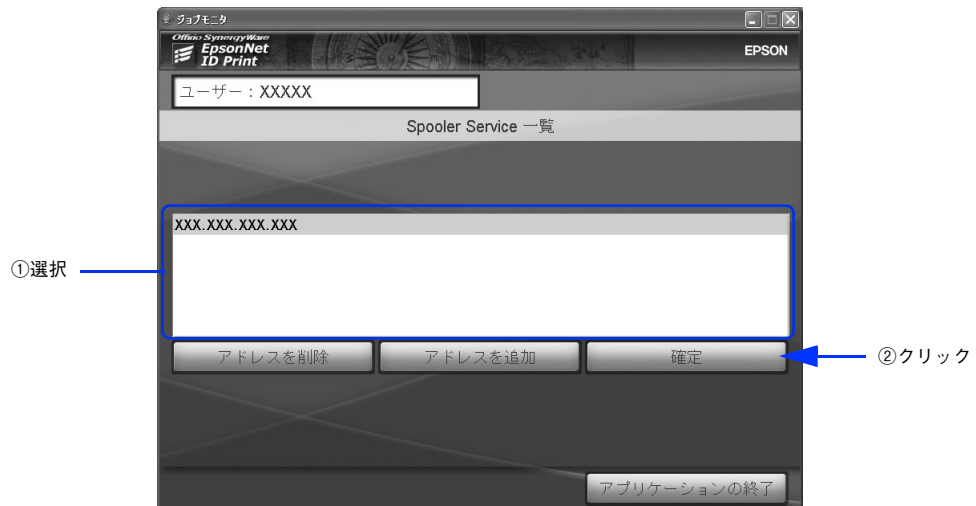 ジョブモニタ
Offirio SynergyWare
EpsonNet
ID Print
EPSON
ユーザー：XXXXX
Spooler Service 一覧
XXX.XXX.XXX.XXX
①選択
アドレスを削除 アドレスを追加 確定
②クリック
アプリケーションの終了